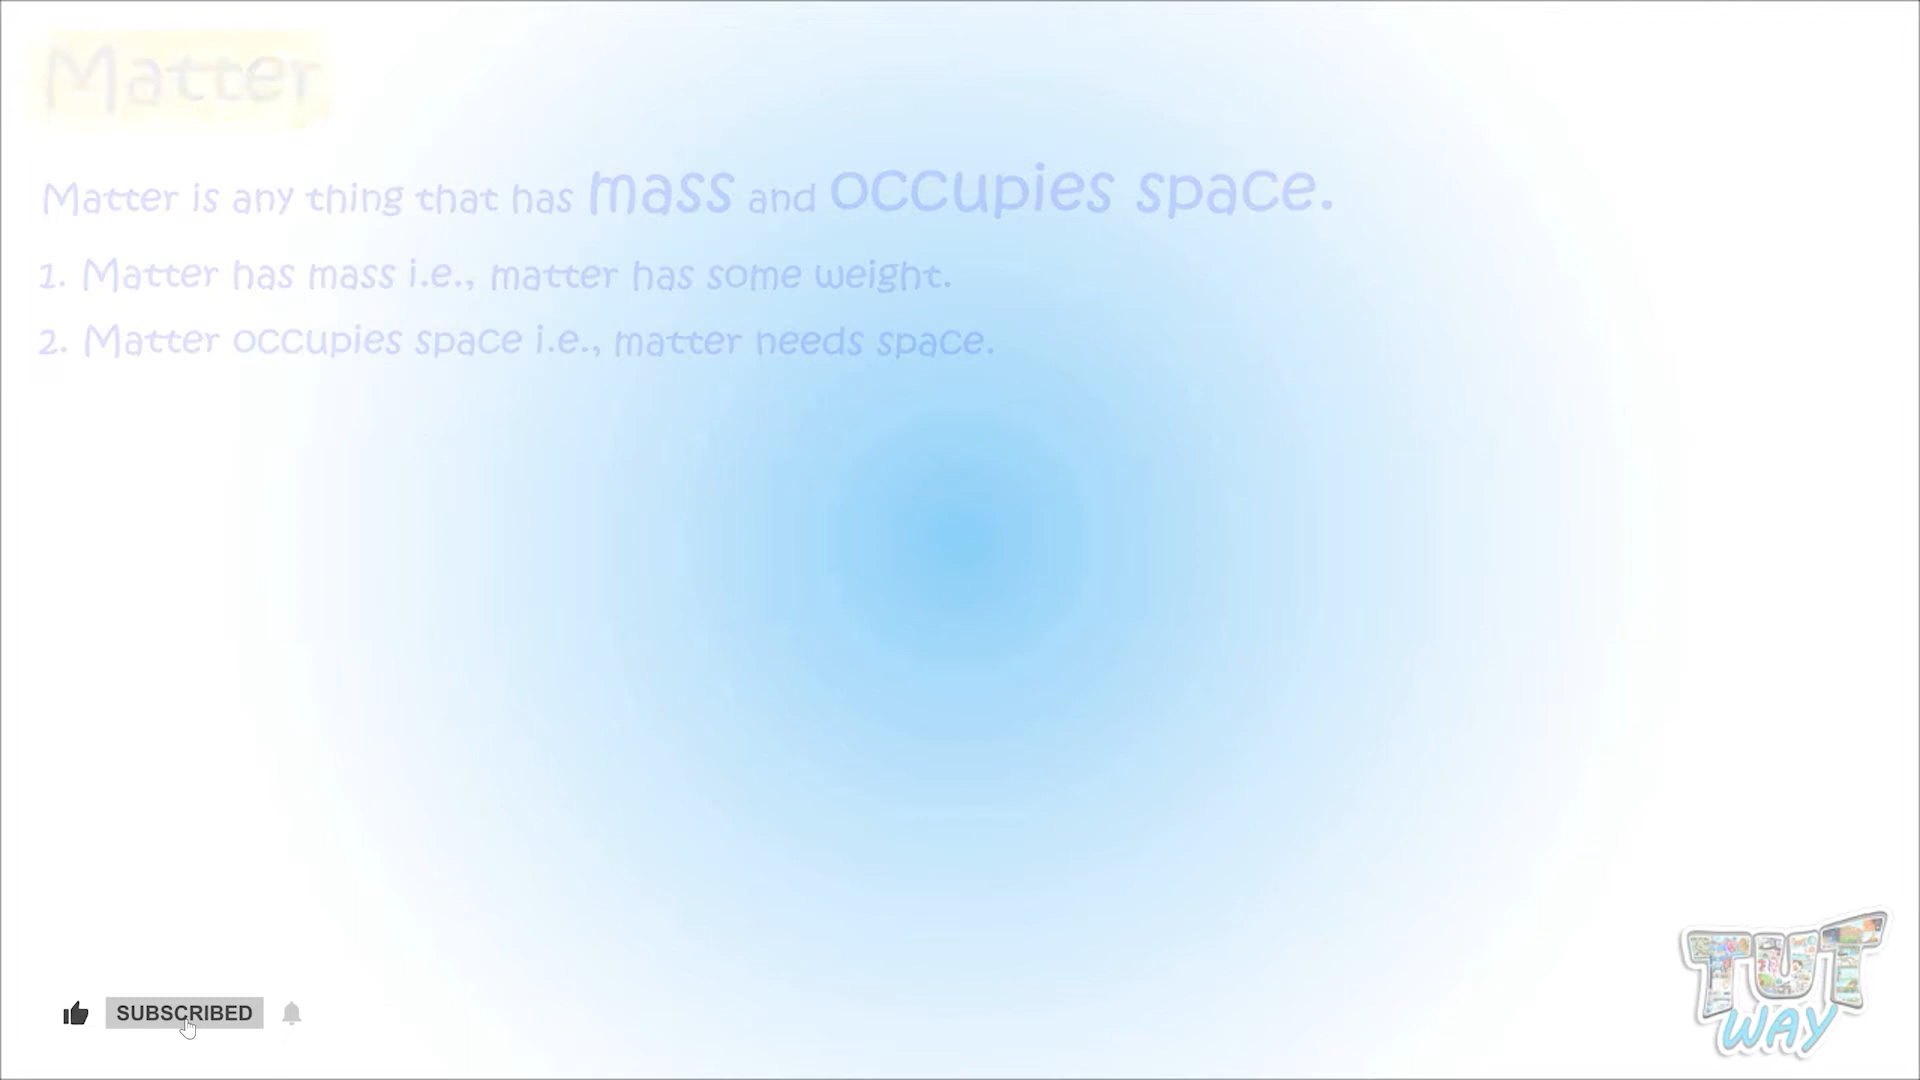 Matter
Matter is any thing that has mass and occupies space.
1. Matter has mass i.e., matter has some weight.
2. Matter occupies space i.e., matter needs space.
SUBSCRIBED
TUT
WAY